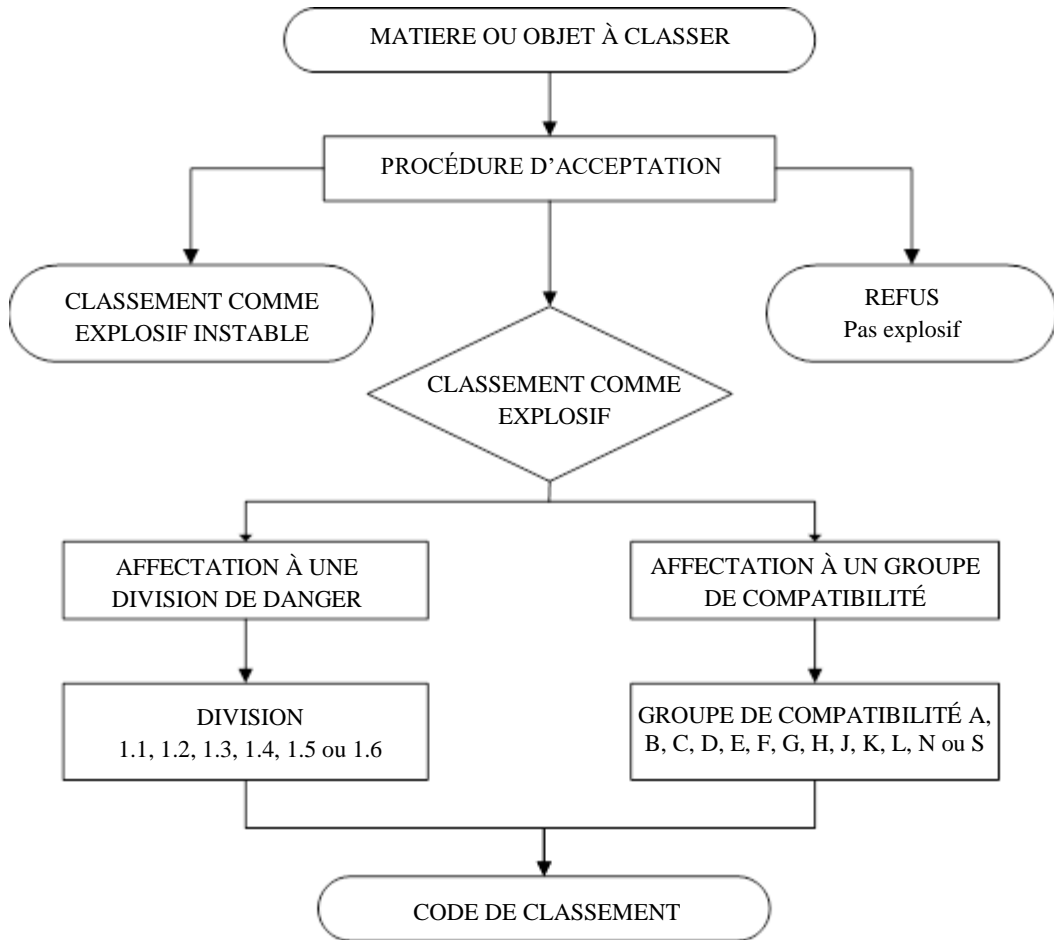 MATIERE OU OBJET À CLASSER
PROCÉDURE D’ACCEPTATION
CLASSEMENT COMME
EXPLOSIF INSTABLE
REFUS
Pas explosif
CLASSEMENT COMME
EXPLOSIF
AFFECTATION À UNE
DIVISION DE DANGER
AFFECTATION À UN GROUPE
DE COMPATIBILITÉ
DIVISION
1.1, 1.2, 1.3, 1.4, 1.5 ou 1.6
GROUPE DE COMPATIBILITÉ A,
B, C, D, E, F, G, H, J, K, L, N ou S
CODE DE CLASSEMENT